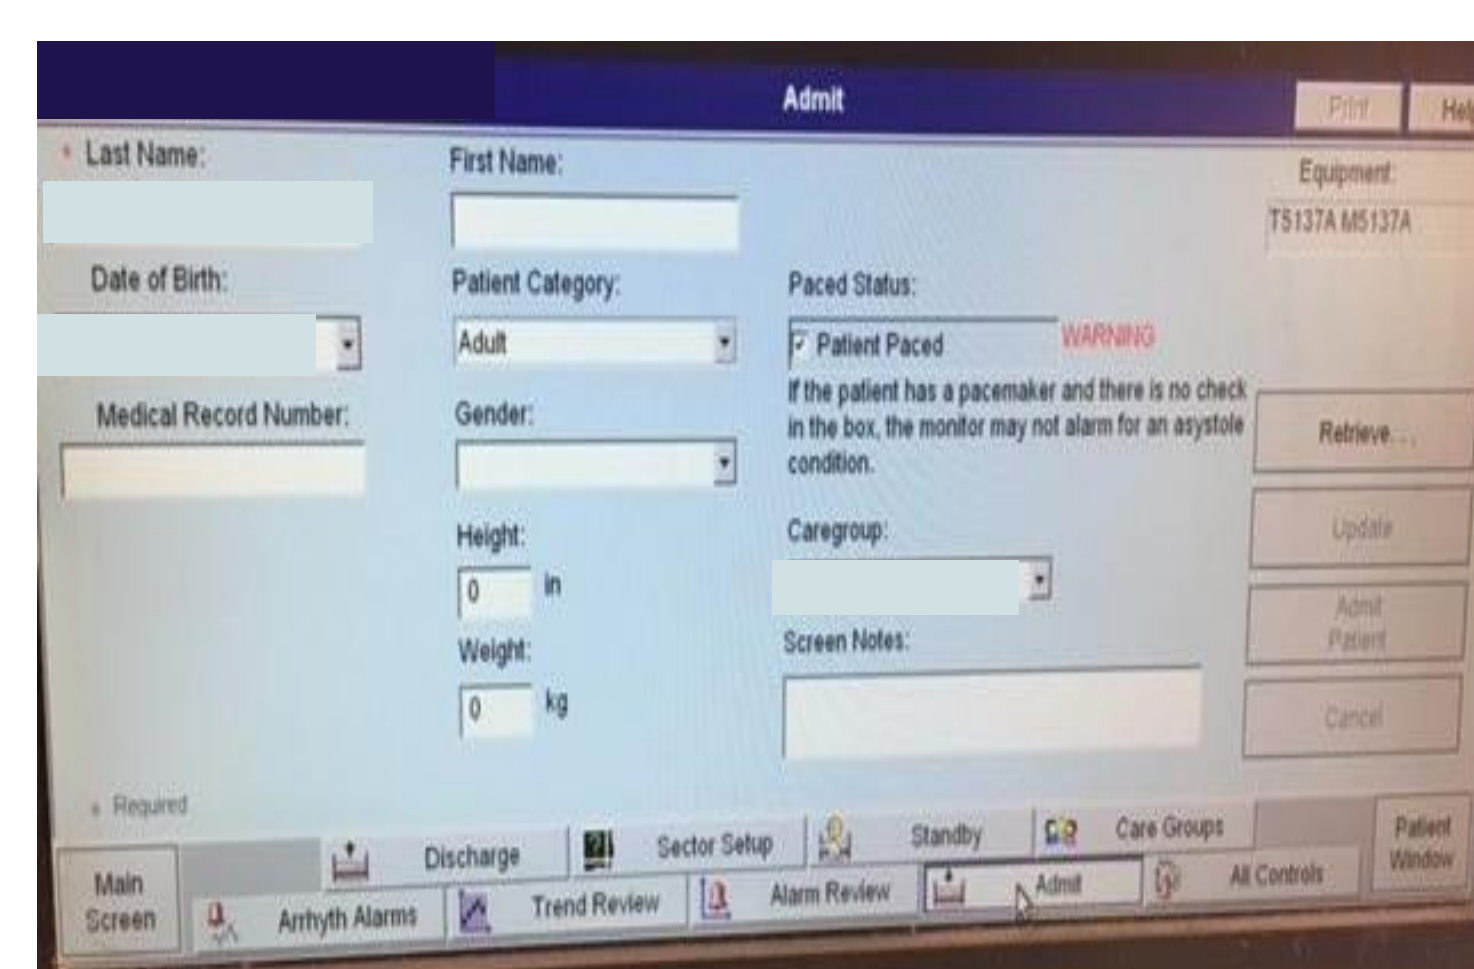 Admit
Print
Help
* Last Name:
First Name:
Equipment:
T5137A M5137A
Date of Birth:
Patient Category:
Paced Status:
Adult
Patient Paced
WARNING
If the patient has a pacemaker and there is no check
in the box, the monitor may not alarm for an asystole
condition.
Medical Record Number:
Gender:
Retrieve. . .
Height:
Caregroup:
Update
0 in
Admit
Patient
Weight:
Screen Notes:
0 kg
Cancel
* Required
Main
Screen
Discharge
Sector Setup
Standby
Care Groups
Patient
Window
Arrhyth Alarms
Trend Review
Alarm Review
Admit
All Controls